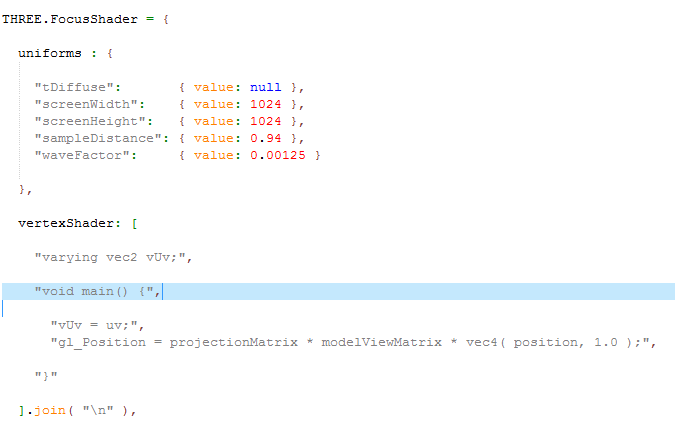 THREE.FocusShader = {
uniforms : {
"tDiffuse": { value: null },
"screenWidth": { value: 1024 },
"screenHeight": { value: 1024 },
"sampleDistance": { value: 0.94 },
"waveFactor": { value: 0.00125 }
},
vertexShader: [
"varying vec2 vUv;",
"void main() {",
"vUv = uv;",
"gl_Position = projectionMatrix * modelViewMatrix * vec4( position, 1.0 );",
"}"
].join( "\n" ),